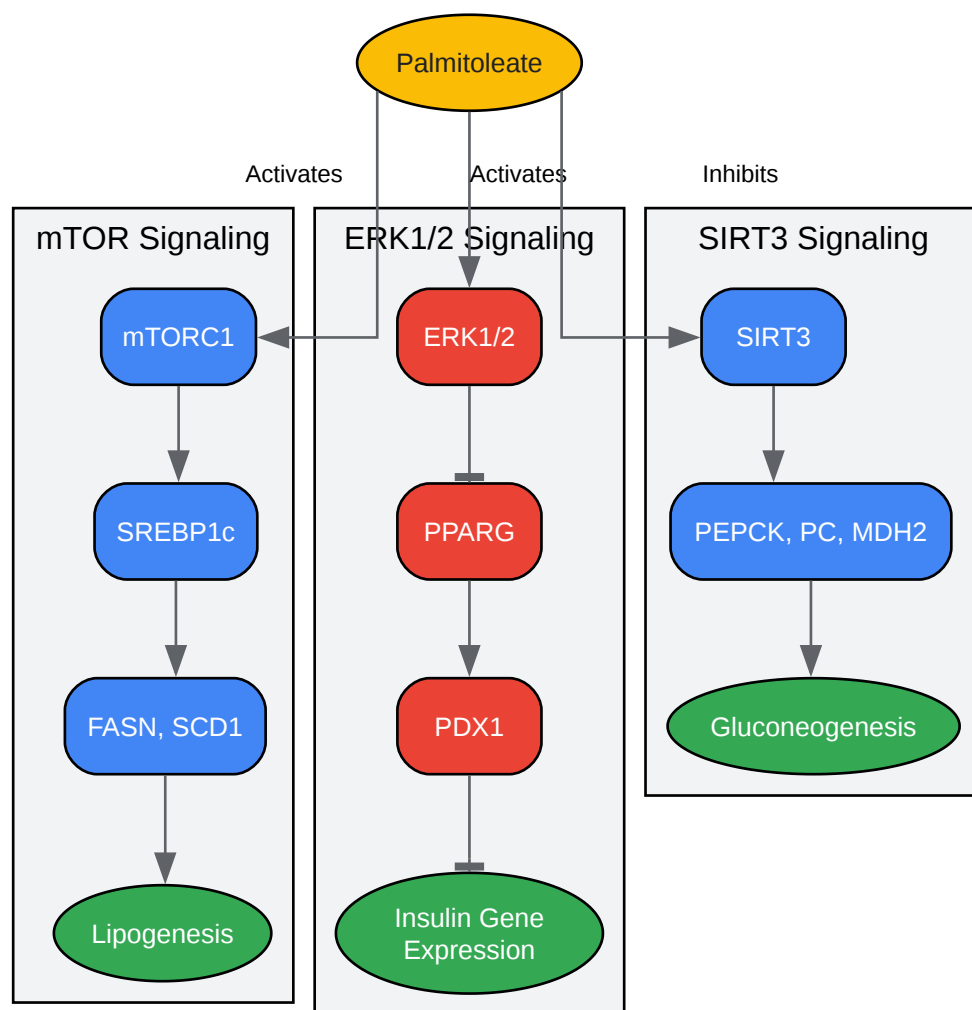 Palmitoleate
Activates
Activates
Inhibits
mTOR Signaling
ERK1/2 Signaling
SIRT3 Signaling
mTORC1
ERK1/2
SIRT3
SREBP1c
PPARG
PEPCK, PC, MDH2
FASN, SCD1
PDX1
Gluconeogenesis
Lipogenesis
Insulin Gene
Expression